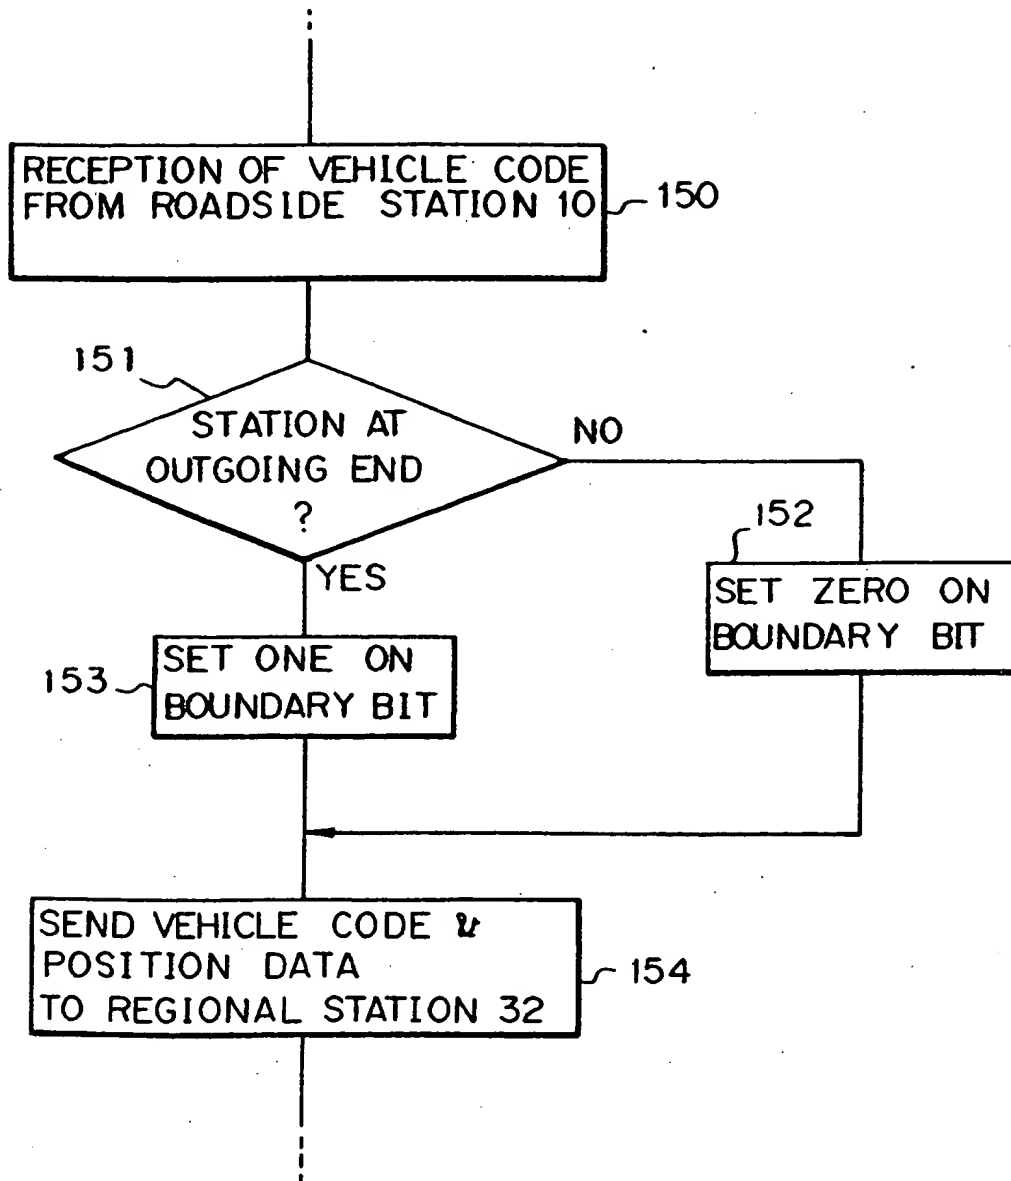 RECEPTION OF VEHICLE CODE
FROM ROADSIDE STATION 10
150
151
STATION AT
OUTGOING END
?
NO
YES
152
SET ZERO ON
BOUNDARY BIT
153
SET ONE ON
BOUNDARY BIT
SEND VEHICLE CODE &
POSITION DATA
TO REGIONAL STATION 32
154